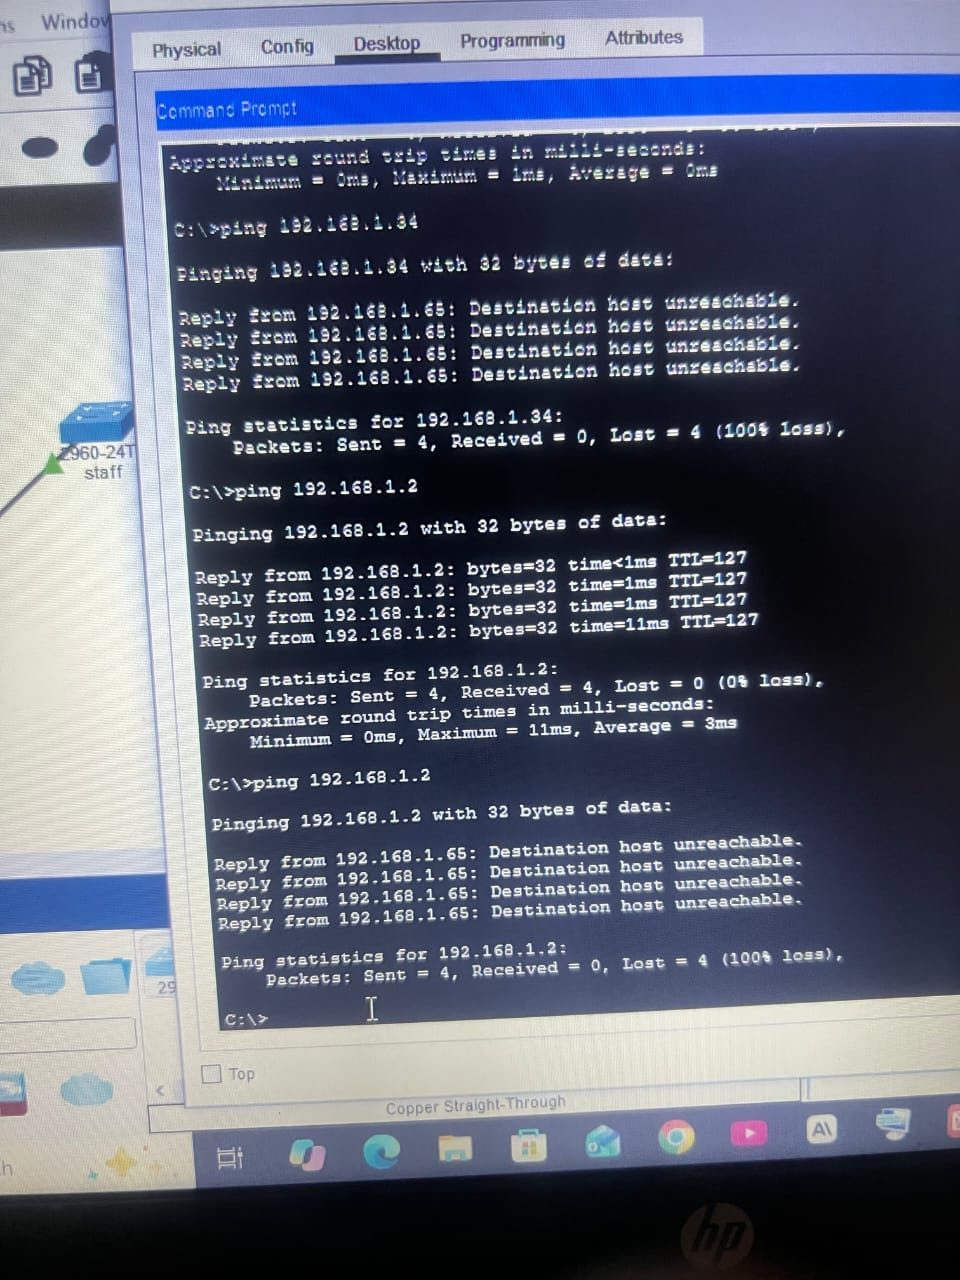 Window
Physical Config Desktop Programming Attributes
Command Prompt
Approximate round trip times in milli-seconds:
Minimum = 0ms, Maximum = 1ms, Average = 0ms
C:\>ping 192.168.1.34
Pinging 192.168.1.34 with 32 bytes of data:
Reply from 192.168.1.65: Destination host unreachable.
Reply from 192.168.1.65: Destination host unreachable.
Reply from 192.168.1.65: Destination host unreachable.
Reply from 192.168.1.65: Destination host unreachable.
Ping statistics for 192.168.1.34:
Packets: Sent = 4, Received = 0, Lost = 4 (100% loss),
C:\>ping 192.168.1.2
Pinging 192.168.1.2 with 32 bytes of data:
Reply from 192.168.1.2: bytes=32 time<1ms TTL=127
Reply from 192.168.1.2: bytes=32 time=1ms TTL=127
Reply from 192.168.1.2: bytes=32 time=1ms TTL=127
Reply from 192.168.1.2: bytes=32 time=11ms TTL=127
Ping statistics for 192.168.1.2:
Packets: Sent = 4, Received = 4, Lost = 0 (0% loss),
Approximate round trip times in milli-seconds:
Minimum = 0ms, Maximum = 11ms, Average = 3ms
C:\>ping 192.168.1.2
Pinging 192.168.1.2 with 32 bytes of data:
Reply from 192.168.1.65: Destination host unreachable.
Reply from 192.168.1.65: Destination host unreachable.
Reply from 192.168.1.65: Destination host unreachable.
Reply from 192.168.1.65: Destination host unreachable.
Ping statistics for 192.168.1.2:
Packets: Sent = 4, Received = 0, Lost = 4 (100% loss),
C:\>
2960-24T
staff
29
Top
Copper Straight-Through
hp